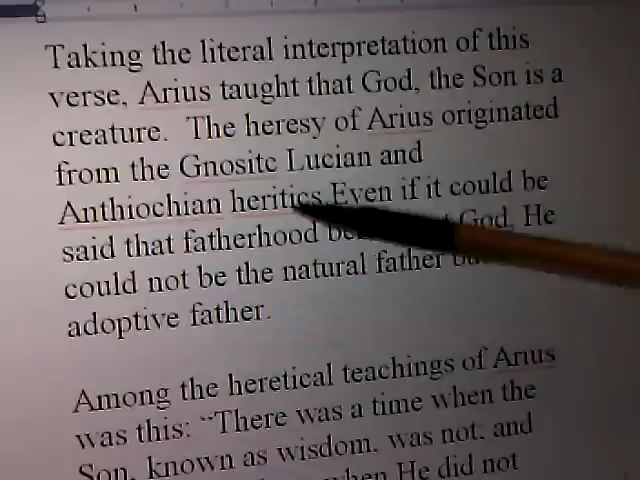 Taking the literal interpretation of this
verse, Arius taught that God, the Son is a
creature. The heresy of Arius originated
from the Gnositc Lucian and
Anthiochian heritics.Even if it could be
said that fatherhood God, He
could not be the natural father
adoptive father.
Among the heretical teachings of Arius
was this: “There was a time when the
Son, known as wisdom, was not, and
when He did not